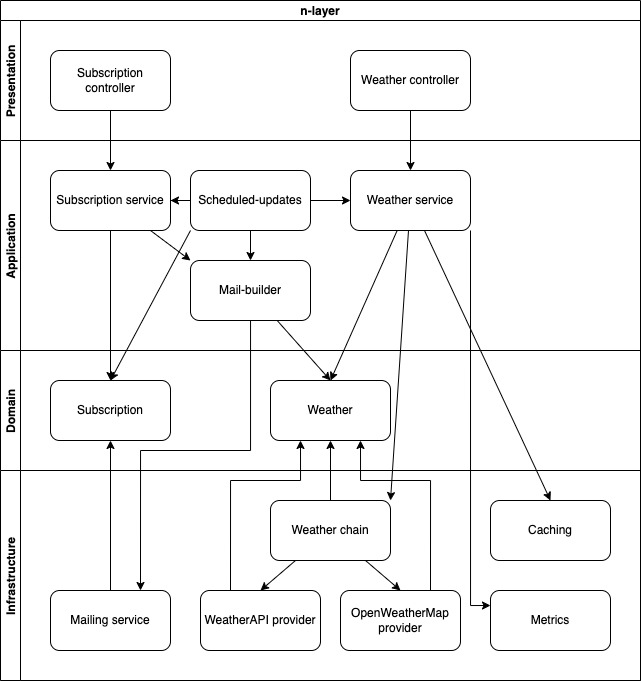 n-layer
Presentation
Subscription
controller
Weather controller
Application
Subscription service
Scheduled-updates
Weather service
Mail-builder
Domain
Subscription
Weather
Infrastructure
Weather chain
Caching
Mailing service
WeatherAPI provider
OpenWeatherMap
provider
Metrics